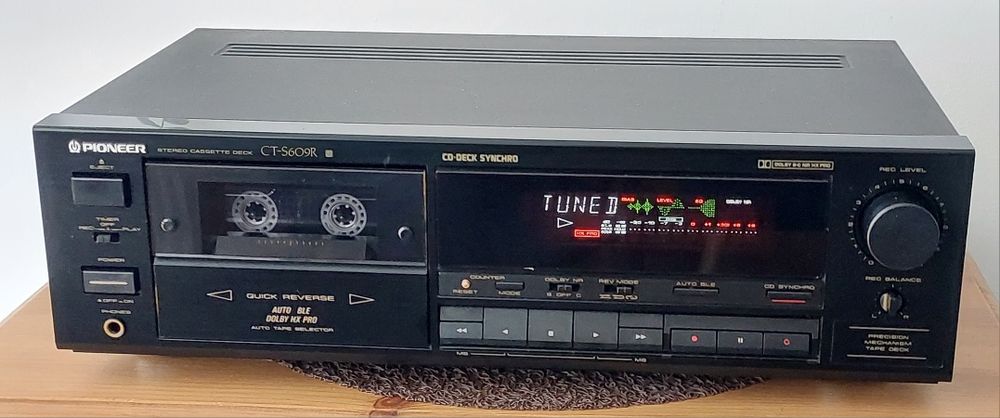 PIONEER
STEREO CASSETTE DECK CT-S609R
EJECT
TIMER
OFF
REC PLAY
POWER
OFF ON
PHONES
QUICK REVERSE
AUTO BLE
DOLBY HX PRO
AUTO TAPE SELECTOR
CD-DECK SYNCHRO
DOLBY B-C NR HX PRO
TUNED
BIAS LEVEL EQ DOLBY NR
HX PRO
COUNTER
RESET
MODE
DOLBY NR
B OFF C
REV MODE
AUTO BLE
CD SYNCHRO
MS
MS
REC LEVEL
REC BALANCE
L R
PRECISION
MECHANISM
TAPE DECK